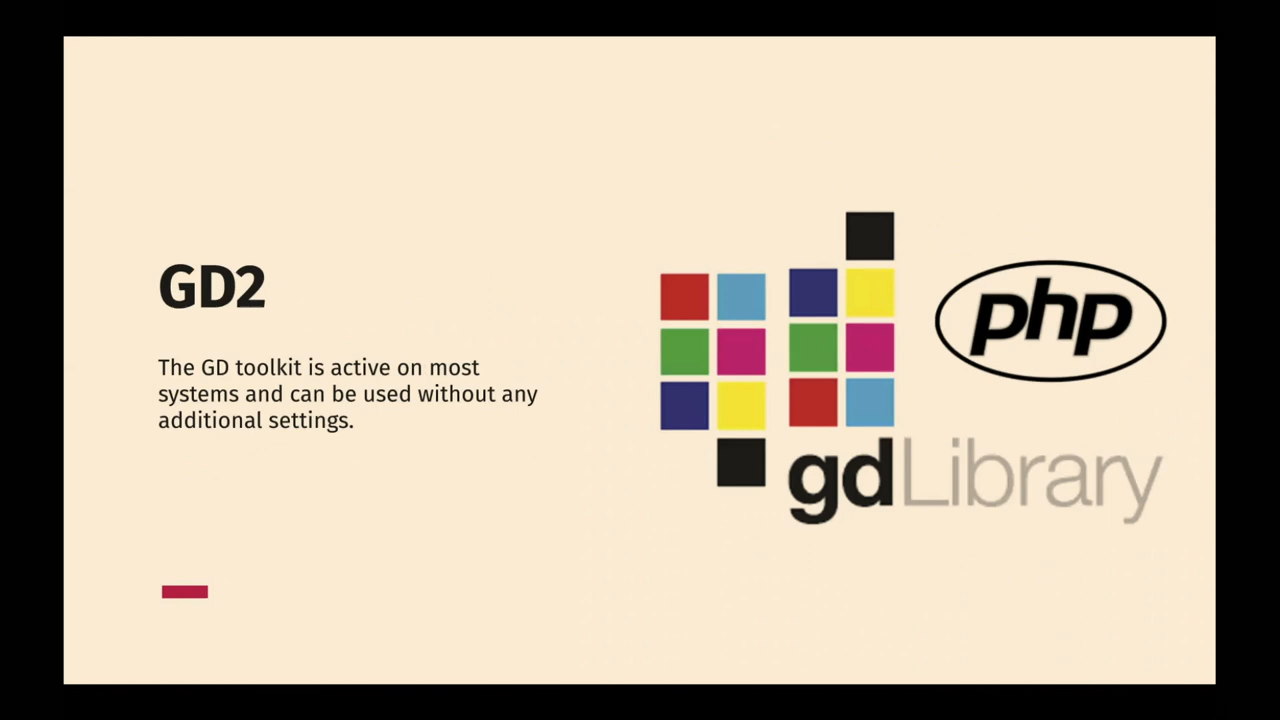 GD2
The GD toolkit is active on most
systems and can be used without any
additional settings.
php
gdLibrary